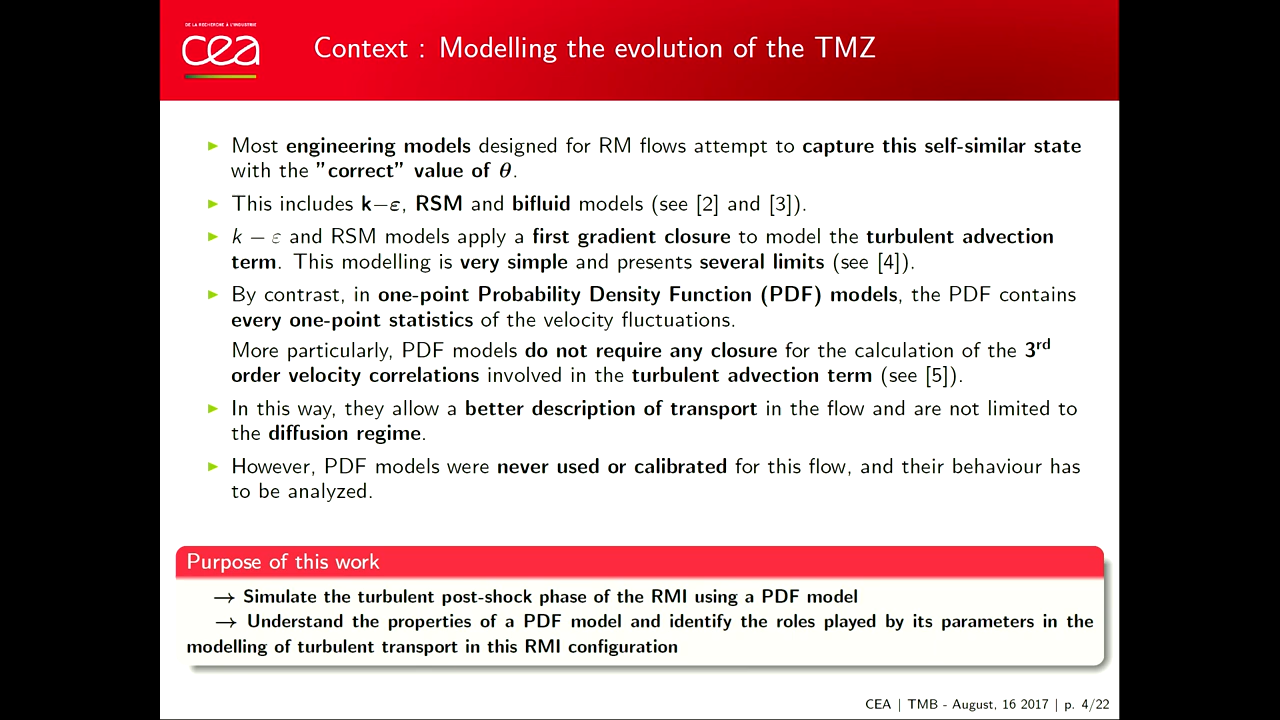 DE LA RECHERCHE À L'INDUSTRIE
cea
Context : Modelling the evolution of the TMZ
Most engineering models designed for RM flows attempt to capture this self-similar state
with the ”correct” value of θ.
This includes k−ε, RSM and bifluid models (see [2] and [3]).
k − ε and RSM models apply a first gradient closure to model the turbulent advection
term. This modelling is very simple and presents several limits (see [4]).
By contrast, in one-point Probability Density Function (PDF) models, the PDF contains
every one-point statistics of the velocity fluctuations.
More particularly, PDF models do not require any closure for the calculation of the 3rd
order velocity correlations involved in the turbulent advection term (see [5]).
In this way, they allow a better description of transport in the flow and are not limited to
the diffusion regime.
However, PDF models were never used or calibrated for this flow, and their behaviour has
to be analyzed.
Purpose of this work
→ Simulate the turbulent post-shock phase of the RMI using a PDF model
→ Understand the properties of a PDF model and identify the roles played by its parameters in the
modelling of turbulent transport in this RMI configuration
CEA | TMB - August, 16 2017 | p. 4/22